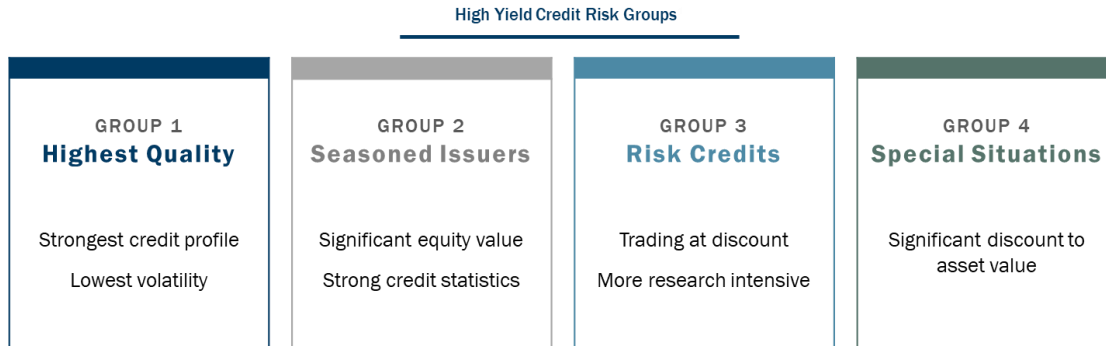 High Yield Credit Risk Groups
GROUP 1
Highest Quality
Strongest credit profile
Lowest volatility
GROUP 2
Seasoned Issuers
Significant equity value
Strong credit statistics
GROUP 3
Risk Credits
Trading at discount
More research intensive
GROUP 4
Special Situations
Significant discount to
asset value